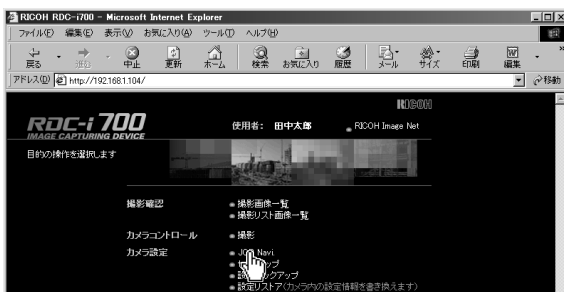 RICOH RDC-i700 - Microsoft Internet Explorer
ファイル(F) 編集(E) 表示(V) お気に入り(A) ツール(T) ヘルプ(H)
戻る 進む 中止 更新 ホーム 検索 お気に入り 履歴 メール サイズ 印刷 編集
アドレス(D) http://192.168.1.104/ 移動
RICOH
RDC-i 700
IMAGE CAPTURING DEVICE
使用者: 田中太郎 RICOH Image Net
目的の操作を選択します
撮影確認 撮影画像一覧
撮影リスト画像一覧
カメラコントロール 撮影
カメラ設定 Navi
アップ
クアップ
設定リストア(カメラ内の設定情報を書き換えます)